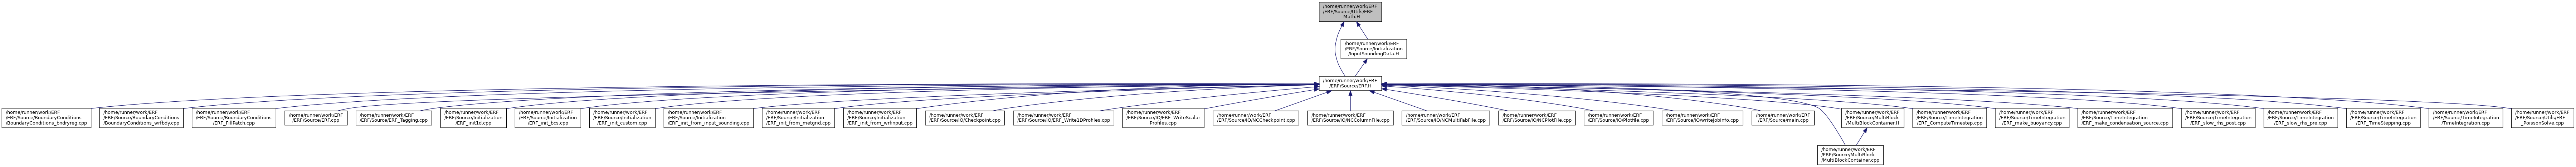 /home/runner/work/ERF
/ERF/Source/Utils/ERF
_Math.H
/home/runner/work/ERF
/ERF/Source/Initialization
/InputSoundingData.H
/home/runner/work/ERF
/ERF/Source/ERF.H
/home/runner/work/ERF
/ERF/Source/BoundaryConditions
/BoundaryConditions_bndryreg.cpp
/home/runner/work/ERF
/ERF/Source/BoundaryConditions
/BoundaryConditions_wrfbdy.cpp
/home/runner/work/ERF
/ERF/Source/BoundaryConditions
/ERF_FillPatch.cpp
/home/runner/work/ERF
/ERF/Source/ERF.cpp
/home/runner/work/ERF
/ERF/Source/ERF_Tagging.cpp
/home/runner/work/ERF
/ERF/Source/Initialization
/ERF_init1d.cpp
/home/runner/work/ERF
/ERF/Source/Initialization
/ERF_init_bcs.cpp
/home/runner/work/ERF
/ERF/Source/Initialization
/ERF_init_custom.cpp
/home/runner/work/ERF
/ERF/Source/Initialization
/ERF_init_from_input_sounding.cpp
/home/runner/work/ERF
/ERF/Source/Initialization
/ERF_init_from_metgrid.cpp
/home/runner/work/ERF
/ERF/Source/Initialization
/ERF_init_from_wrfinput.cpp
/home/runner/work/ERF
/ERF/Source/IO/Checkpoint.cpp
/home/runner/work/ERF
/ERF/Source/IO/ERF_Write1DProfiles.cpp
/home/runner/work/ERF
/ERF/Source/IO/ERF_WriteScalar
Profiles.cpp
/home/runner/work/ERF
/ERF/Source/IO/NCCheckpoint.cpp
/home/runner/work/ERF
/ERF/Source/IO/NCColumnFile.cpp
/home/runner/work/ERF
/ERF/Source/IO/NCMultiFabFile.cpp
/home/runner/work/ERF
/ERF/Source/IO/NCPlotFile.cpp
/home/runner/work/ERF
/ERF/Source/IO/Plotfile.cpp
/home/runner/work/ERF
/ERF/Source/IO/writeJobInfo.cpp
/home/runner/work/ERF
/ERF/Source/main.cpp
/home/runner/work/ERF
/ERF/Source/MultiBlock
/MultiBlockContainer.H
/home/runner/work/ERF
/ERF/Source/TimeIntegration
/ERF_ComputeTimestep.cpp
/home/runner/work/ERF
/ERF/Source/TimeIntegration
/ERF_make_buoyancy.cpp
/home/runner/work/ERF
/ERF/Source/TimeIntegration
/ERF_make_condensation_source.cpp
/home/runner/work/ERF
/ERF/Source/TimeIntegration
/ERF_slow_rhs_post.cpp
/home/runner/work/ERF
/ERF/Source/TimeIntegration
/ERF_slow_rhs_pre.cpp
/home/runner/work/ERF
/ERF/Source/TimeIntegration
/ERF_TimeStepping.cpp
/home/runner/work/ERF
/ERF/Source/TimeIntegration
/TimeIntegration.cpp
/home/runner/work/ERF
/ERF/Source/Utils/ERF
_PoissonSolve.cpp
/home/runner/work/ERF
/ERF/Source/MultiBlock
/MultiBlockContainer.cpp